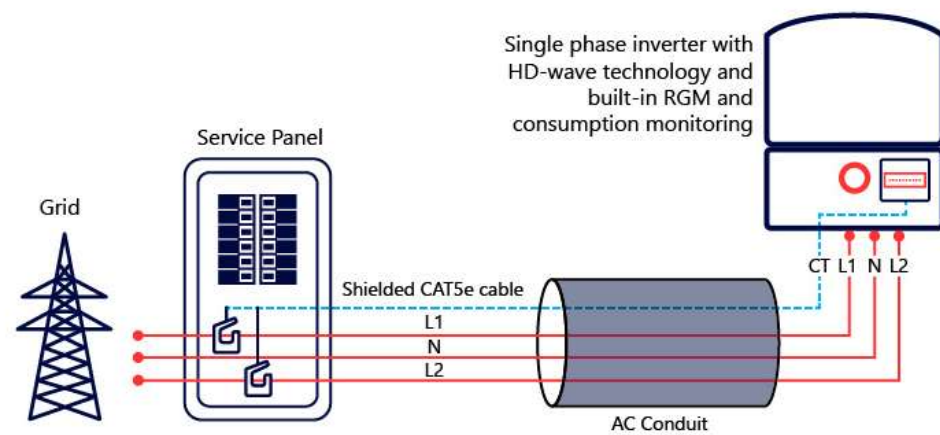 Single phase inverter with
HD-wave technology and
built-in RGM and
consumption monitoring
Service Panel
Grid
CT L1 N L2
Shielded CAT5e cable
L1
N
L2
AC Conduit